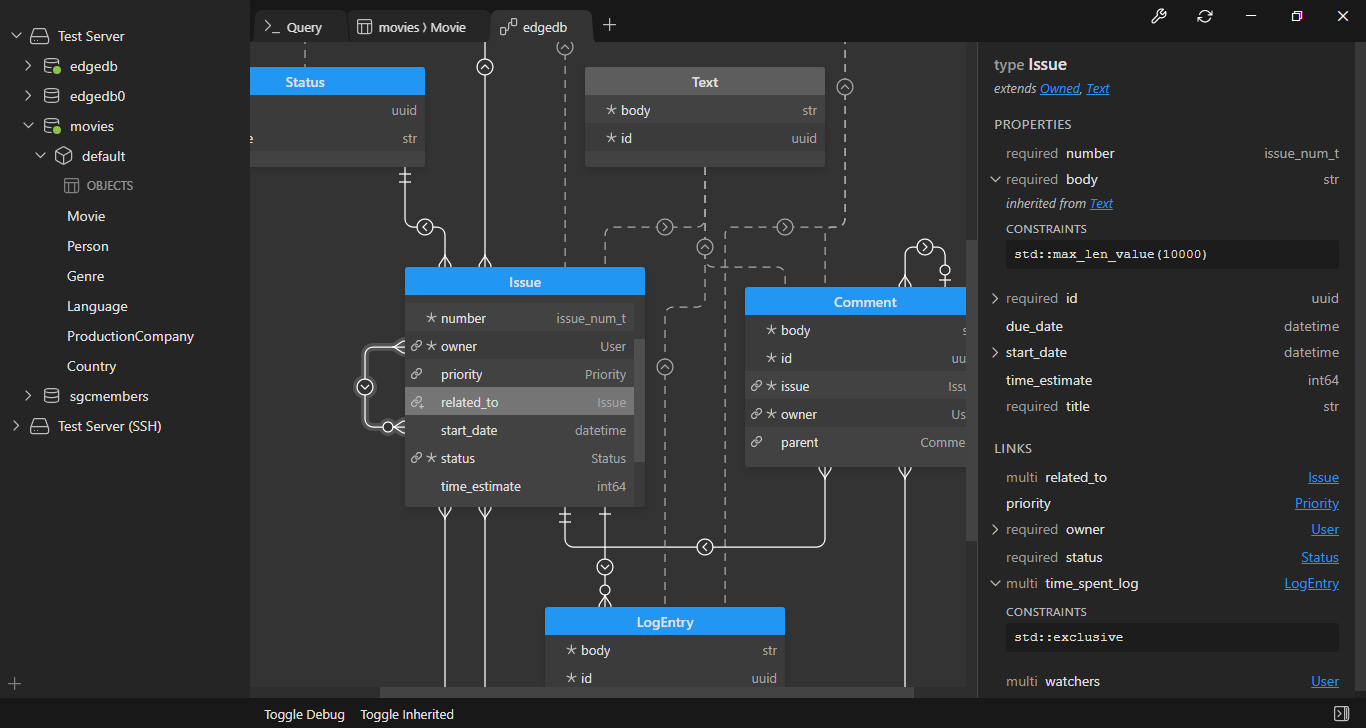 Test Server
edgedb
edgedb0
movies
default
OBJECTS
Movie
Person
Genre
Language
ProductionCompany
Country
sgcmembers
Test Server (SSH)
Query
movies ⟩ Movie
edgedb
Status
uuid
e str
Text
body str
id uuid
Issue
number issue_num_t
owner User
priority Priority
related_to Issue
start_date datetime
status Status
time_estimate int64
Comment
body s
id uu
issue Issu
owner Us
parent Comme
LogEntry
body str
id uuid
type Issue
extends Owned, Text
PROPERTIES
required number issue_num_t
required body str
inherited from Text
CONSTRAINTS
std::max_len_value(10000)
required id uuid
due_date datetime
start_date datetime
time_estimate int64
required title str
LINKS
multi related_to Issue
priority Priority
required owner User
required status Status
multi time_spent_log LogEntry
CONSTRAINTS
std::exclusive
multi watchers User
Toggle Debug Toggle Inherited